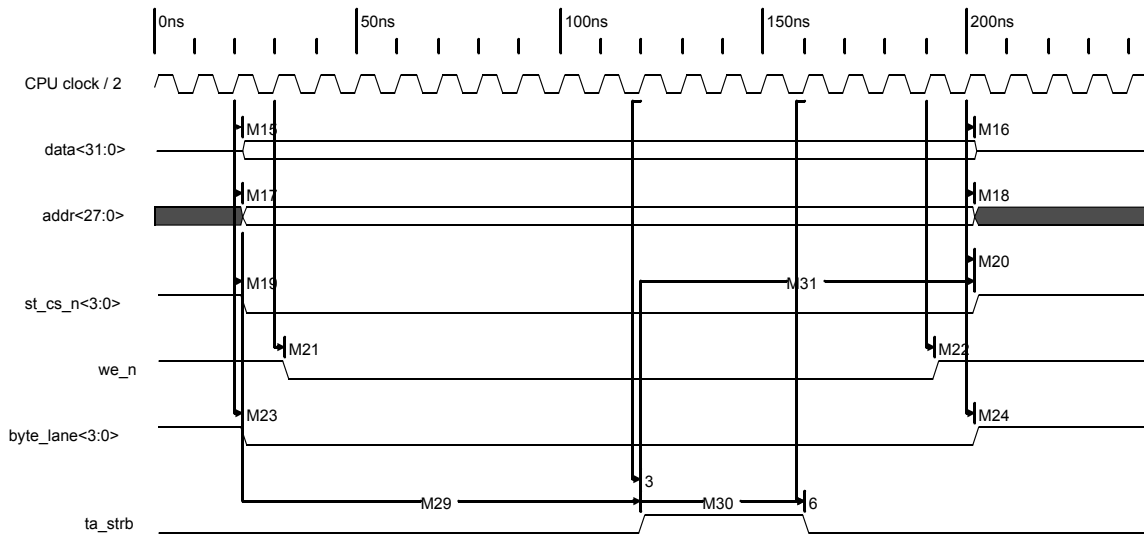 0ns 50ns 100ns 150ns 200ns
CPU clock / 2
M15 M16
data<31:0>
M17 M18
addr<27:0>
M20
M19 M31
st_cs_n<3:0>
M21 M22
we_n
M23 M24
byte_lane<3:0>
3
M29 M30 6
ta_strb